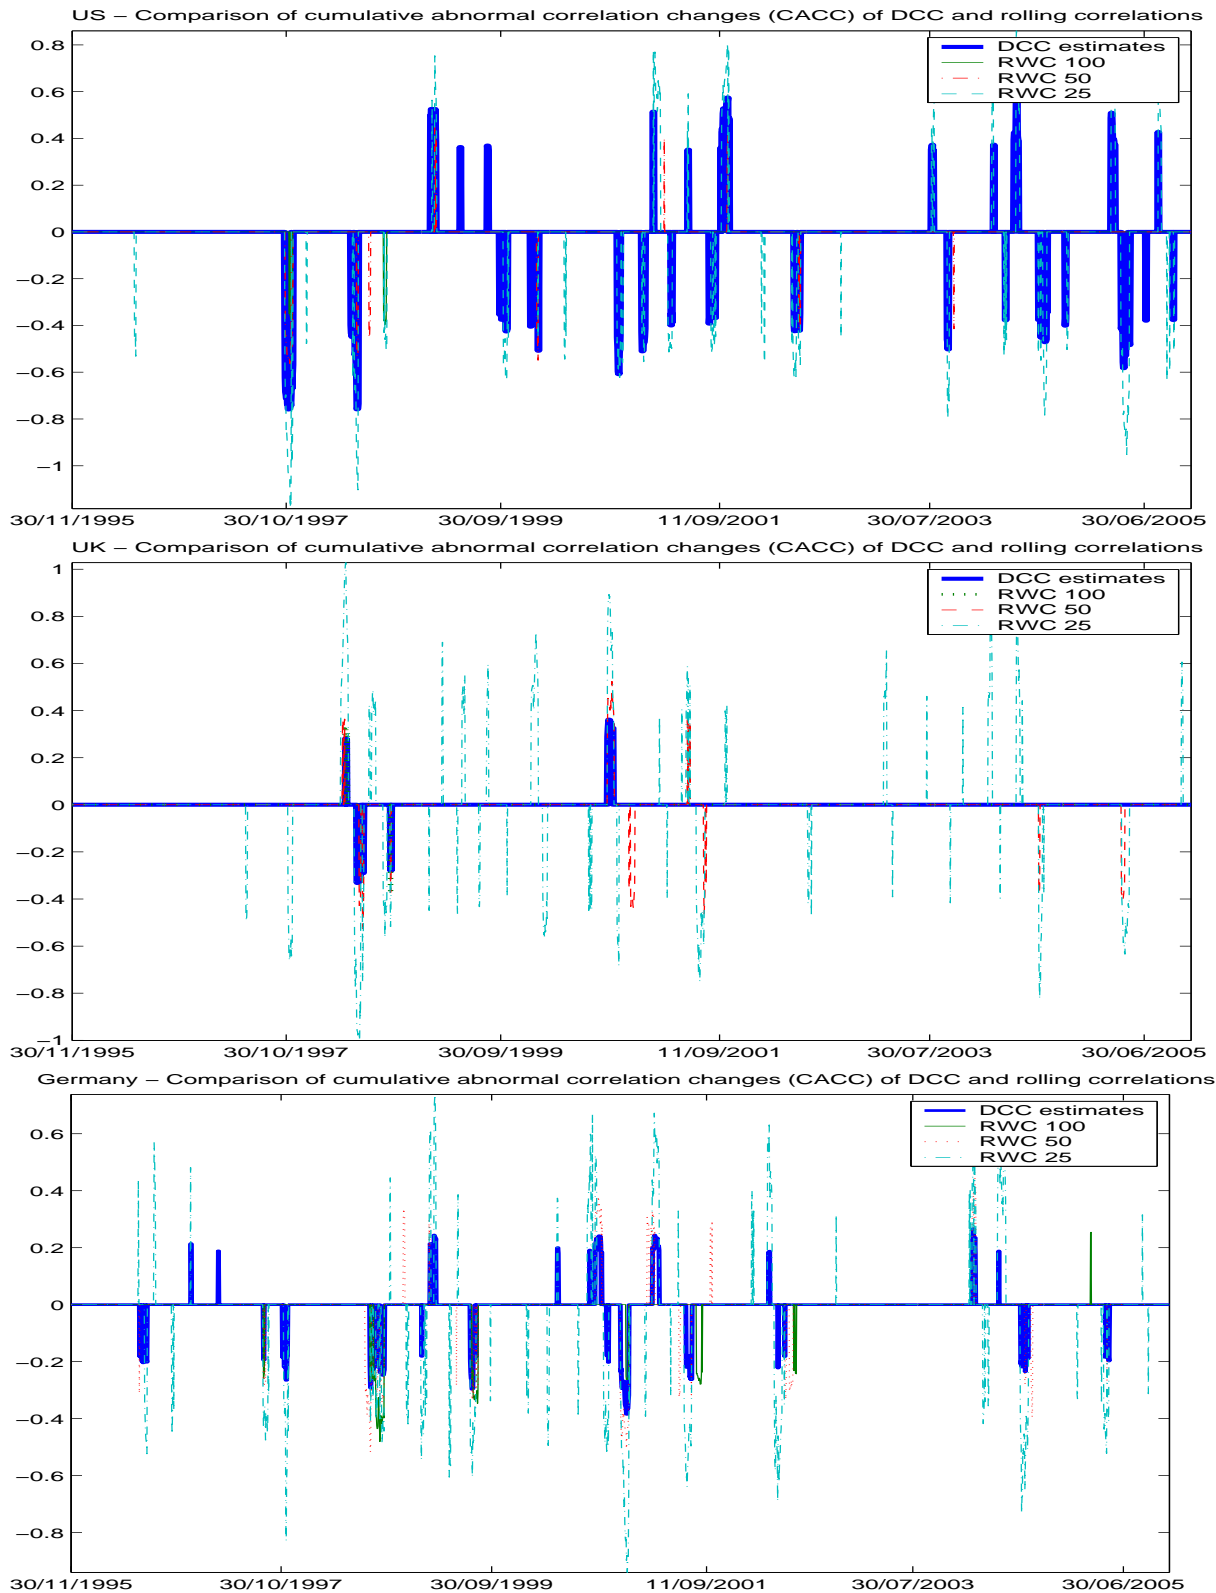 US – Comparison of cumulative abnormal correlation changes (CACC) of DCC and rolling correlations
DCC estimates
RWC 100
RWC 50
RWC 25
0.8
0.6
0.4
0.2
0
−0.2
−0.4
−0.6
−0.8
−1
30/11/1995 30/10/1997 30/09/1999 11/09/2001 30/07/2003 30/06/2005
UK – Comparison of cumulative abnormal correlation changes (CACC) of DCC and rolling correlations
DCC estimates
RWC 100
RWC 50
RWC 25
1
0.8
0.6
0.4
0.2
0
−0.2
−0.4
−0.6
−0.8
−1
30/11/1995 30/10/1997 30/09/1999 11/09/2001 30/07/2003 30/06/2005
Germany – Comparison of cumulative abnormal correlation changes (CACC) of DCC and rolling correlations
DCC estimates
RWC 100
RWC 50
RWC 25
0.6
0.4
0.2
0
−0.2
−0.4
−0.6
−0.8
30/11/1995 30/10/1997 30/09/1999 11/09/2001 30/07/2003 30/06/2005